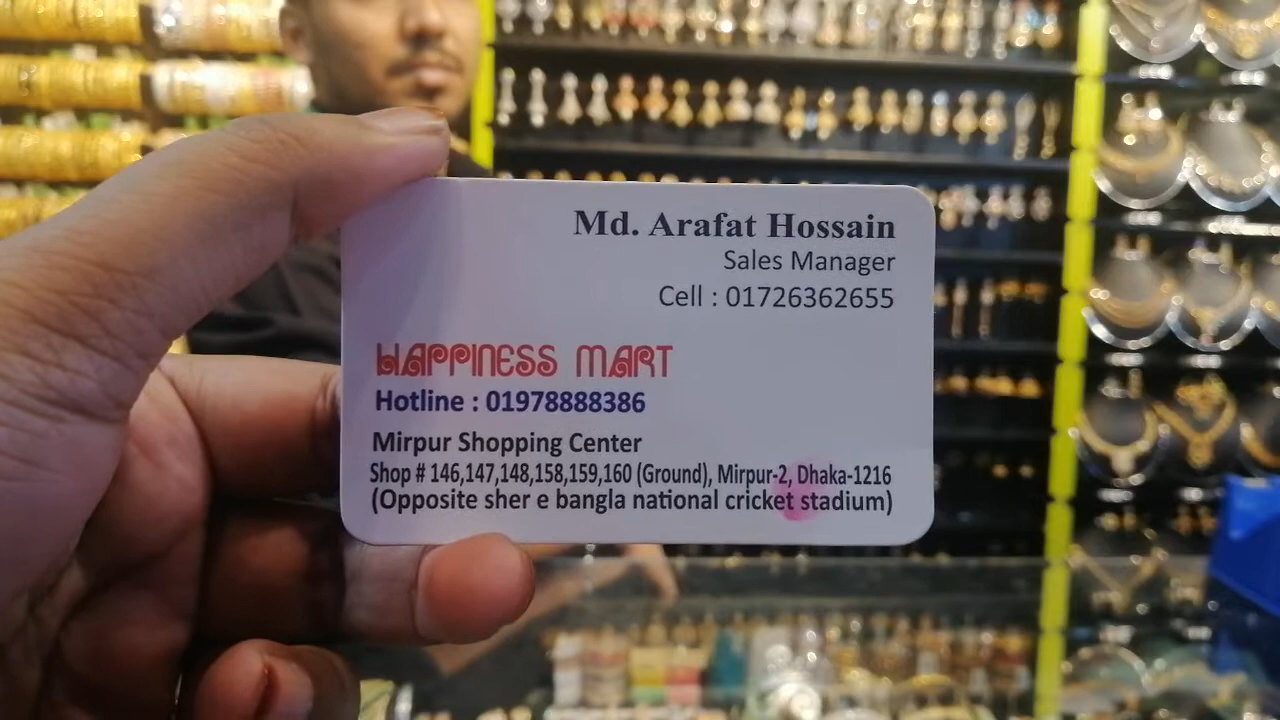 Md. Arafat Hossain
Sales Manager
Cell : 01726362655
HAPPINESS MART
Hotline : 01978888386
Mirpur Shopping Center
Shop # 146,147,148,158,159,160 (Ground), Mirpur-2, Dhaka-1216
(Opposite sher e bangla national cricket stadium)